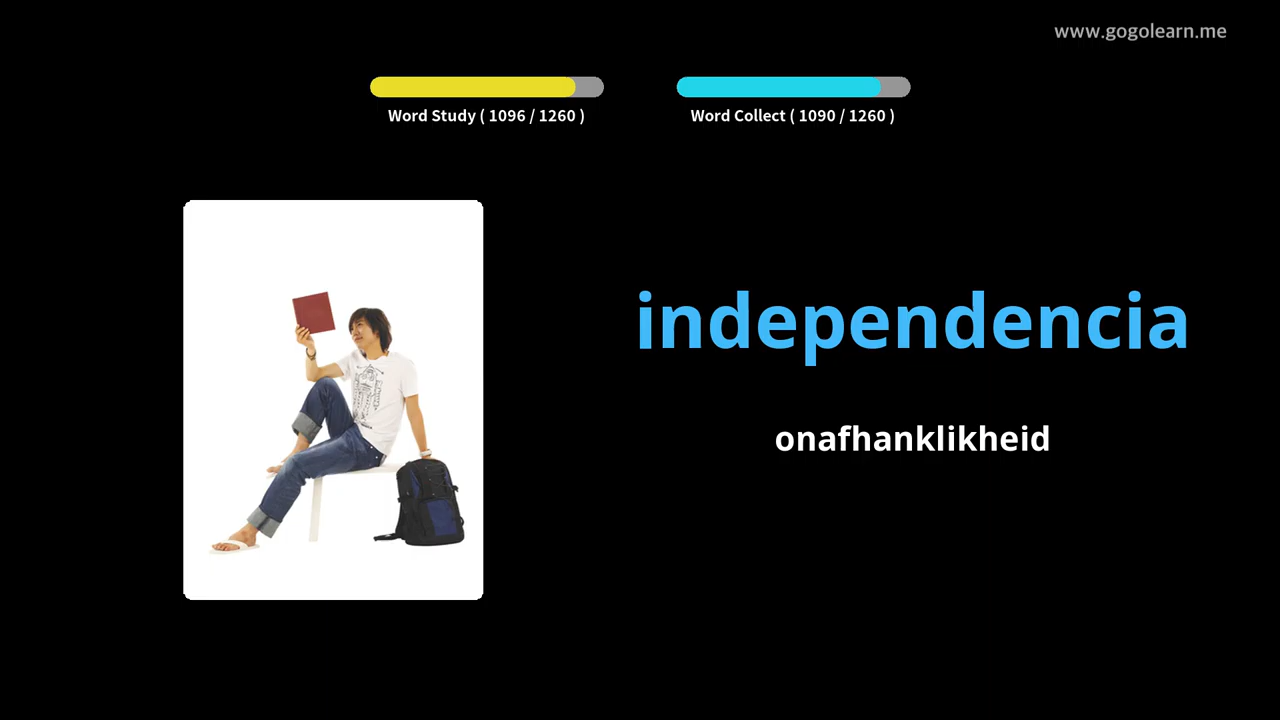 www.gogolearn.me
Word Study ( 1096 / 1260 )
Word Collect ( 1090 / 1260 )
independencia
onafhanklikheid